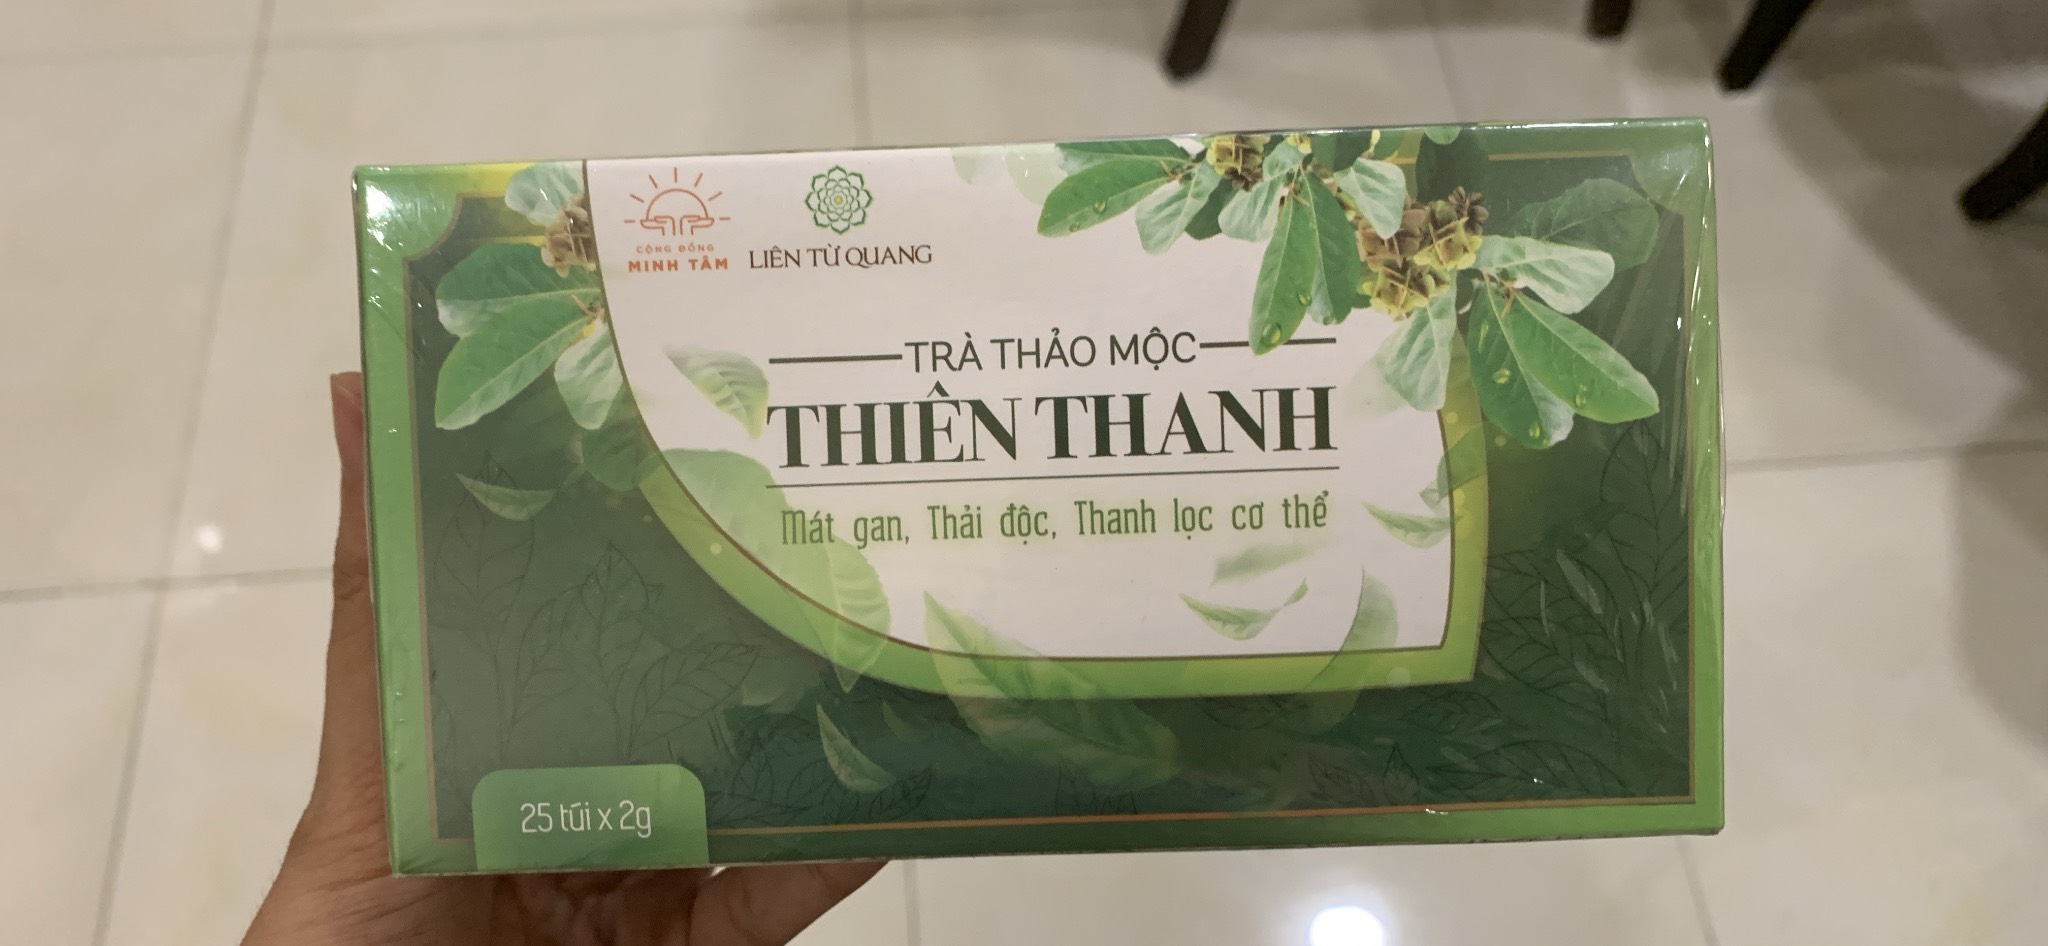 CỘNG ĐỒNG
MINH TÂM
LIÊN TỪ QUANG
TRÀ THẢO MỘC
THIÊN THANH
Mát gan, Thải độc, Thanh lọc cơ thể
25 túi x 2g